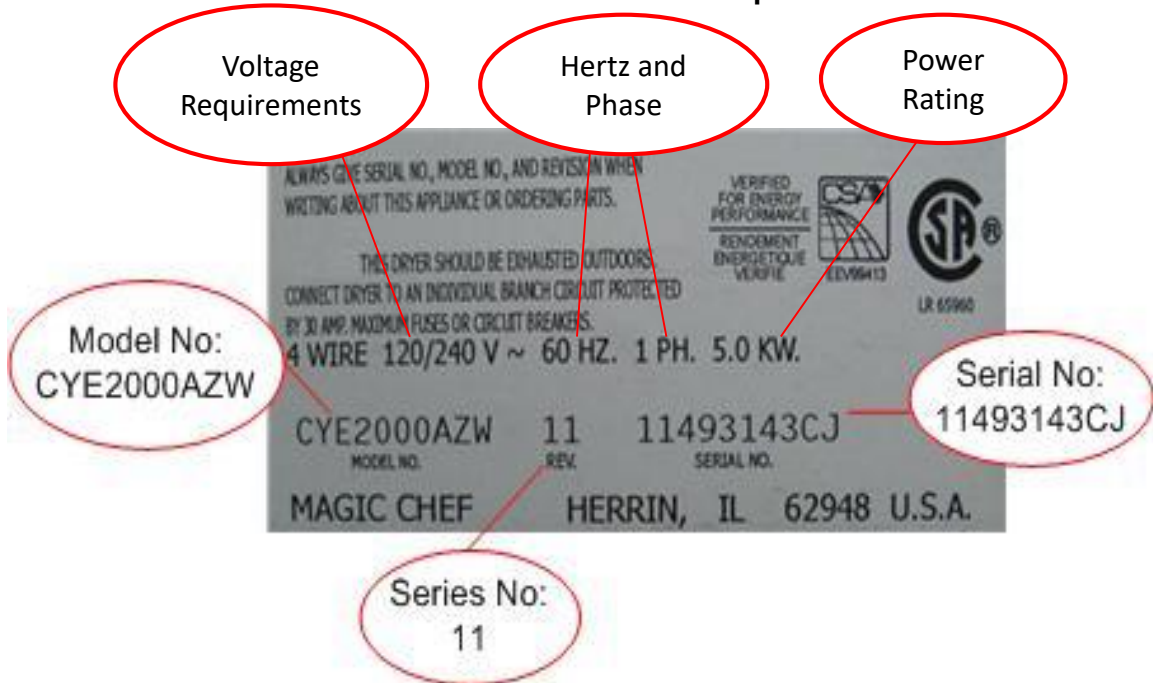 Voltage
Requirements
Hertz and
Phase
Power
Rating
ALWAYS GIVE SERIAL NO., MODEL NO., AND REVISION WHEN
WRITING ABOUT THIS APPLIANCE OR ORDERING PARTS.
VERIFIED
FOR ENERGY
PERFORMANCE
RENDEMENT
ENERGETIQUE
VERIFIE
CSA
EEV99413
CSA®
LR 65960
THIS DRYER SHOULD BE EXHAUSTED OUTDOORS.
CONNECT DRYER TO AN INDIVIDUAL BRANCH CIRCUIT PROTECTED
BY 30 AMP. MAXIMUM FUSES OR CIRCUIT BREAKERS.
4 WIRE 120/240 V ~ 60 HZ. 1 PH. 5.0 KW.
Model No:
CYE2000AZW
Serial No:
11493143CJ
CYE2000AZW 11 11493143CJ
MODEL NO. REV. SERIAL NO.
MAGIC CHEF HERRIN, IL 62948 U.S.A.
Series No:
11